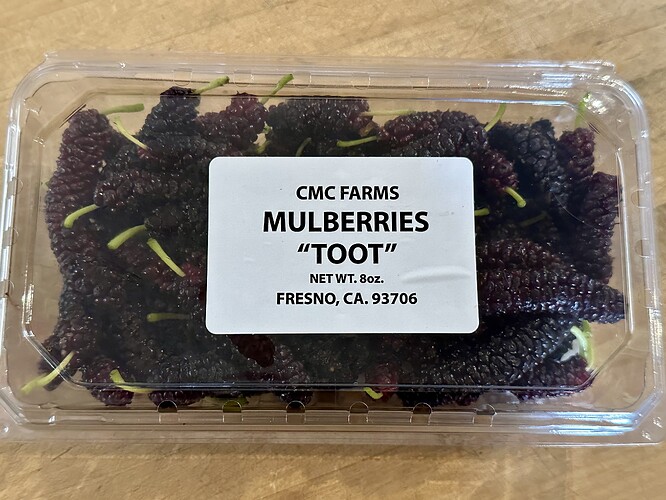 CMC FARMS
MULBERRIES
“TOOT”
NET WT. 8oz.
FRESNO, CA. 93706